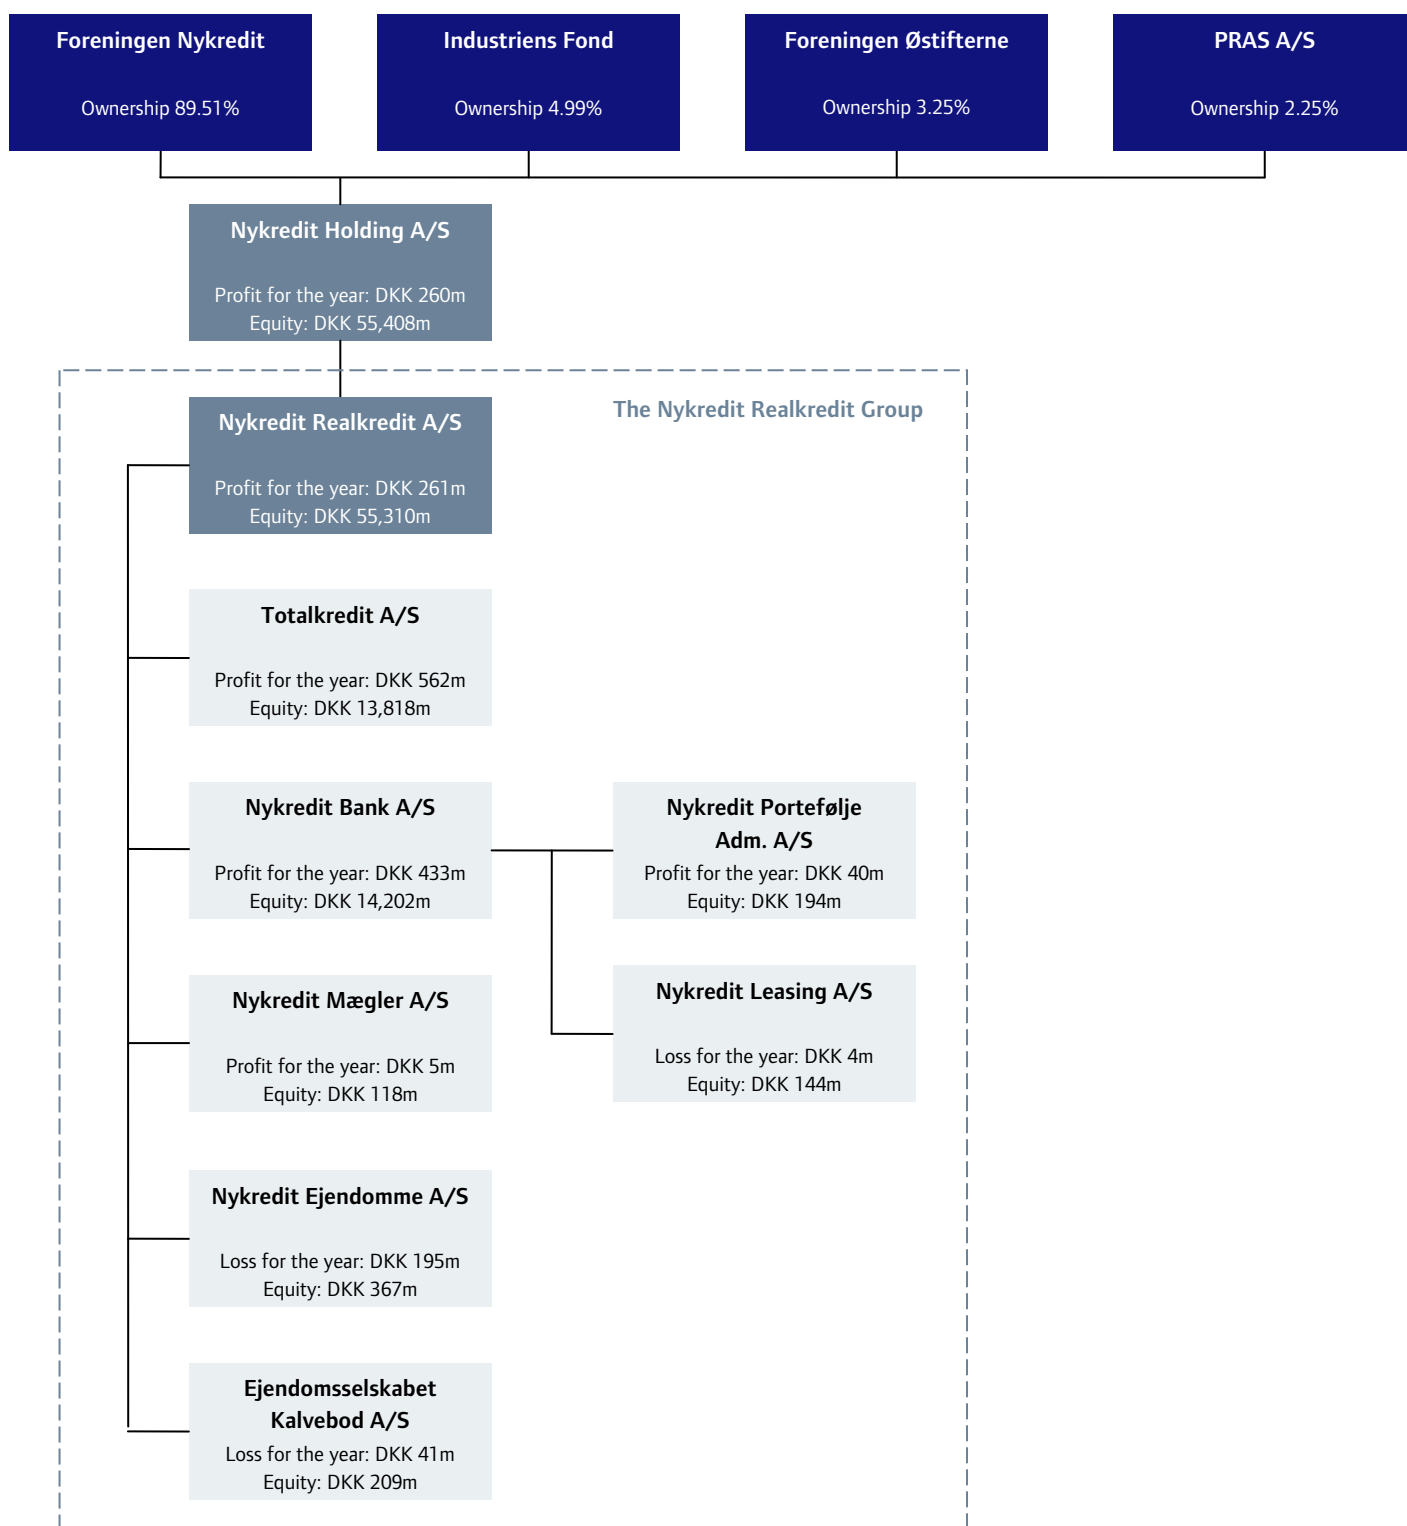 Foreningen Nykredit
Ownership 89.51%
Industriens Fond
Ownership 4.99%
Foreningen Østifterne
Ownership 3.25%
PRAS A/S
Ownership 2.25%
Nykredit Holding A/S
Profit for the year: DKK 260m
Equity: DKK 55,408m
The Nykredit Realkredit Group
Nykredit Realkredit A/S
Profit for the year: DKK 261m
Equity: DKK 55,310m
Totalkredit A/S
Profit for the year: DKK 562m
Equity: DKK 13,818m
Nykredit Bank A/S
Profit for the year: DKK 433m
Equity: DKK 14,202m
Nykredit Portefølje
Adm. A/S
Profit for the year: DKK 40m
Equity: DKK 194m
Nykredit Leasing A/S
Loss for the year: DKK 4m
Equity: DKK 144m
Nykredit Mægler A/S
Profit for the year: DKK 5m
Equity: DKK 118m
Nykredit Ejendomme A/S
Loss for the year: DKK 195m
Equity: DKK 367m
Ejendomsselskabet
Kalvebod A/S
Loss for the year: DKK 41m
Equity: DKK 209m